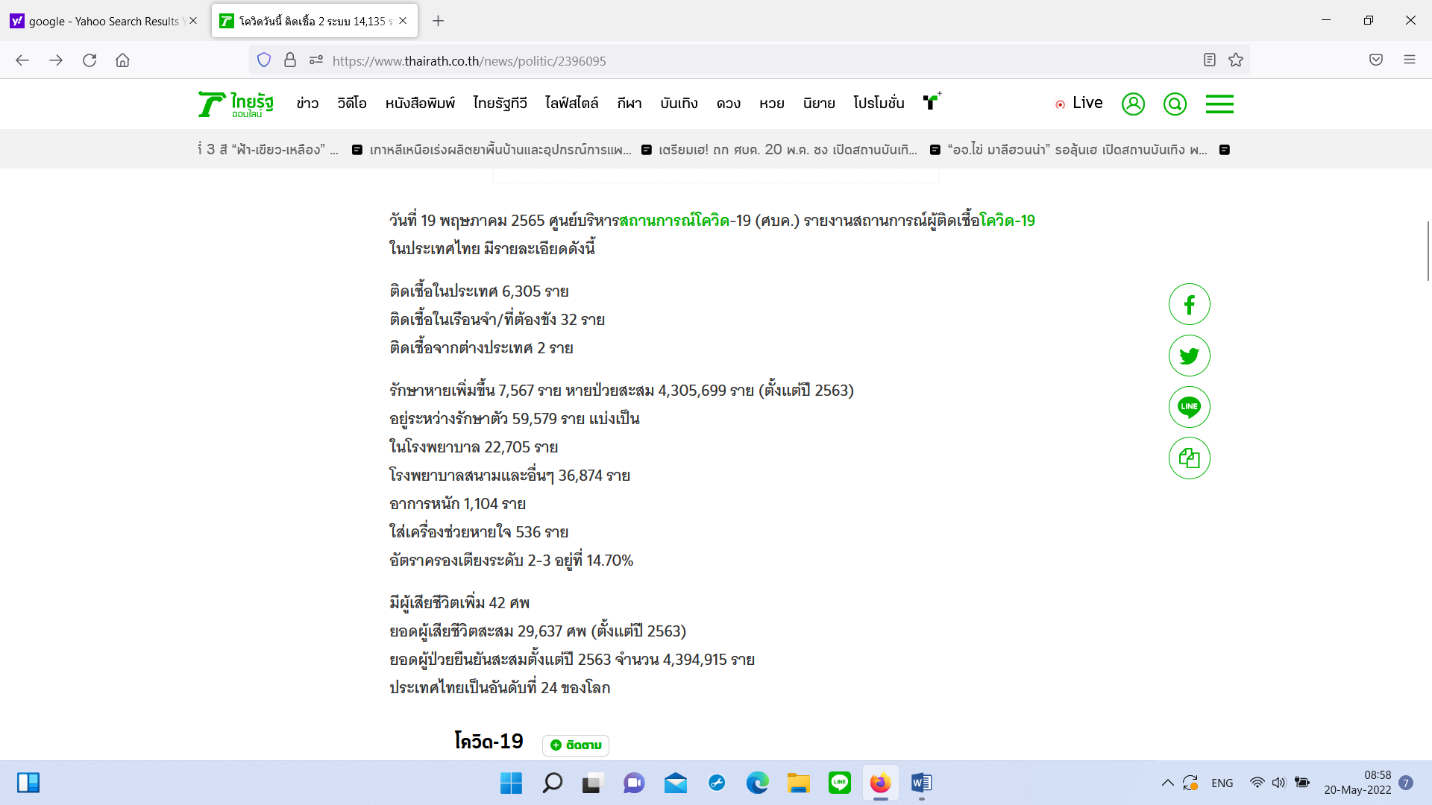 google - Yahoo Search Results Y
โควิดวันนี้ ติดเชื้อ 2 ระบบ 14,135 ร
https://www.thairath.co.th/news/politic/2396095
ไทยรัฐ
ออนไลน์
ข่าว วิดีโอ หนังสือพิมพ์ ไทยรัฐทีวี ไลฟ์สไตล์ กีฬา บันเทิง ดวง หวย นิยาย โปรโมชั่น Live
ที่ 3 สี “ฟ้า-เขียว-เหลือง” ... เกาหลีเหนือเร่งผลิตยาพื้นบ้านและอุปกรณ์การแพ... เตรียมเฮ! ถก ศบค. 20 พ.ค. ชง เปิดสถานบันเทิ... “อจ.ไข่ มาลีฮวนน่า” รอลุ้นเฮ เปิดสถานบันเทิง พ...
วันที่ 19 พฤษภาคม 2565 ศูนย์บริหารสถานการณ์โควิด-19 (ศบค.) รายงานสถานการณ์ผู้ติดเชื้อโควิด-19
ในประเทศไทย มีรายละเอียดดังนี้
ติดเชื้อในประเทศ 6,305 ราย
ติดเชื้อในเรือนจำ/ที่ต้องขัง 32 ราย
ติดเชื้อจากต่างประเทศ 2 ราย
รักษาหายเพิ่มขึ้น 7,567 ราย หายป่วยสะสม 4,305,699 ราย (ตั้งแต่ปี 2563)
อยู่ระหว่างรักษาตัว 59,579 ราย แบ่งเป็น
ในโรงพยาบาล 22,705 ราย
โรงพยาบาลสนามและอื่นๆ 36,874 ราย
อาการหนัก 1,104 ราย
ใส่เครื่องช่วยหายใจ 536 ราย
อัตราครองเตียงระดับ 2-3 อยู่ที่ 14.70%
มีผู้เสียชีวิตเพิ่ม 42 ศพ
ยอดผู้เสียชีวิตสะสม 29,637 ศพ (ตั้งแต่ปี 2563)
ยอดผู้ป่วยยืนยันสะสมตั้งแต่ปี 2563 จำนวน 4,394,915 ราย
ประเทศไทยเป็นอันดับที่ 24 ของโลก
โควิด-19 ติดตาม
LINE
ENG
08:58
20-May-2022
7